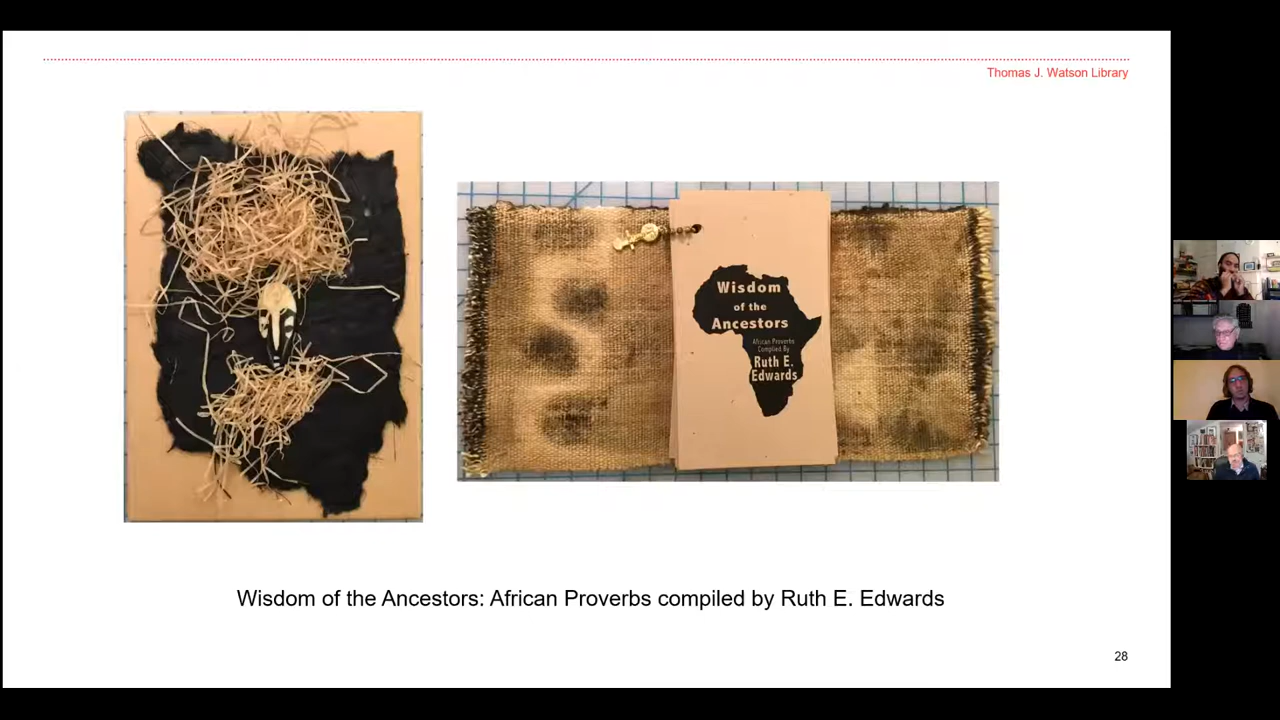 Thomas J. Watson Library
Wisdom
of the
Ancestors
African Proverbs
Compiled By
Ruth E.
Edwards
Wisdom of the Ancestors: African Proverbs compiled by Ruth E. Edwards
28